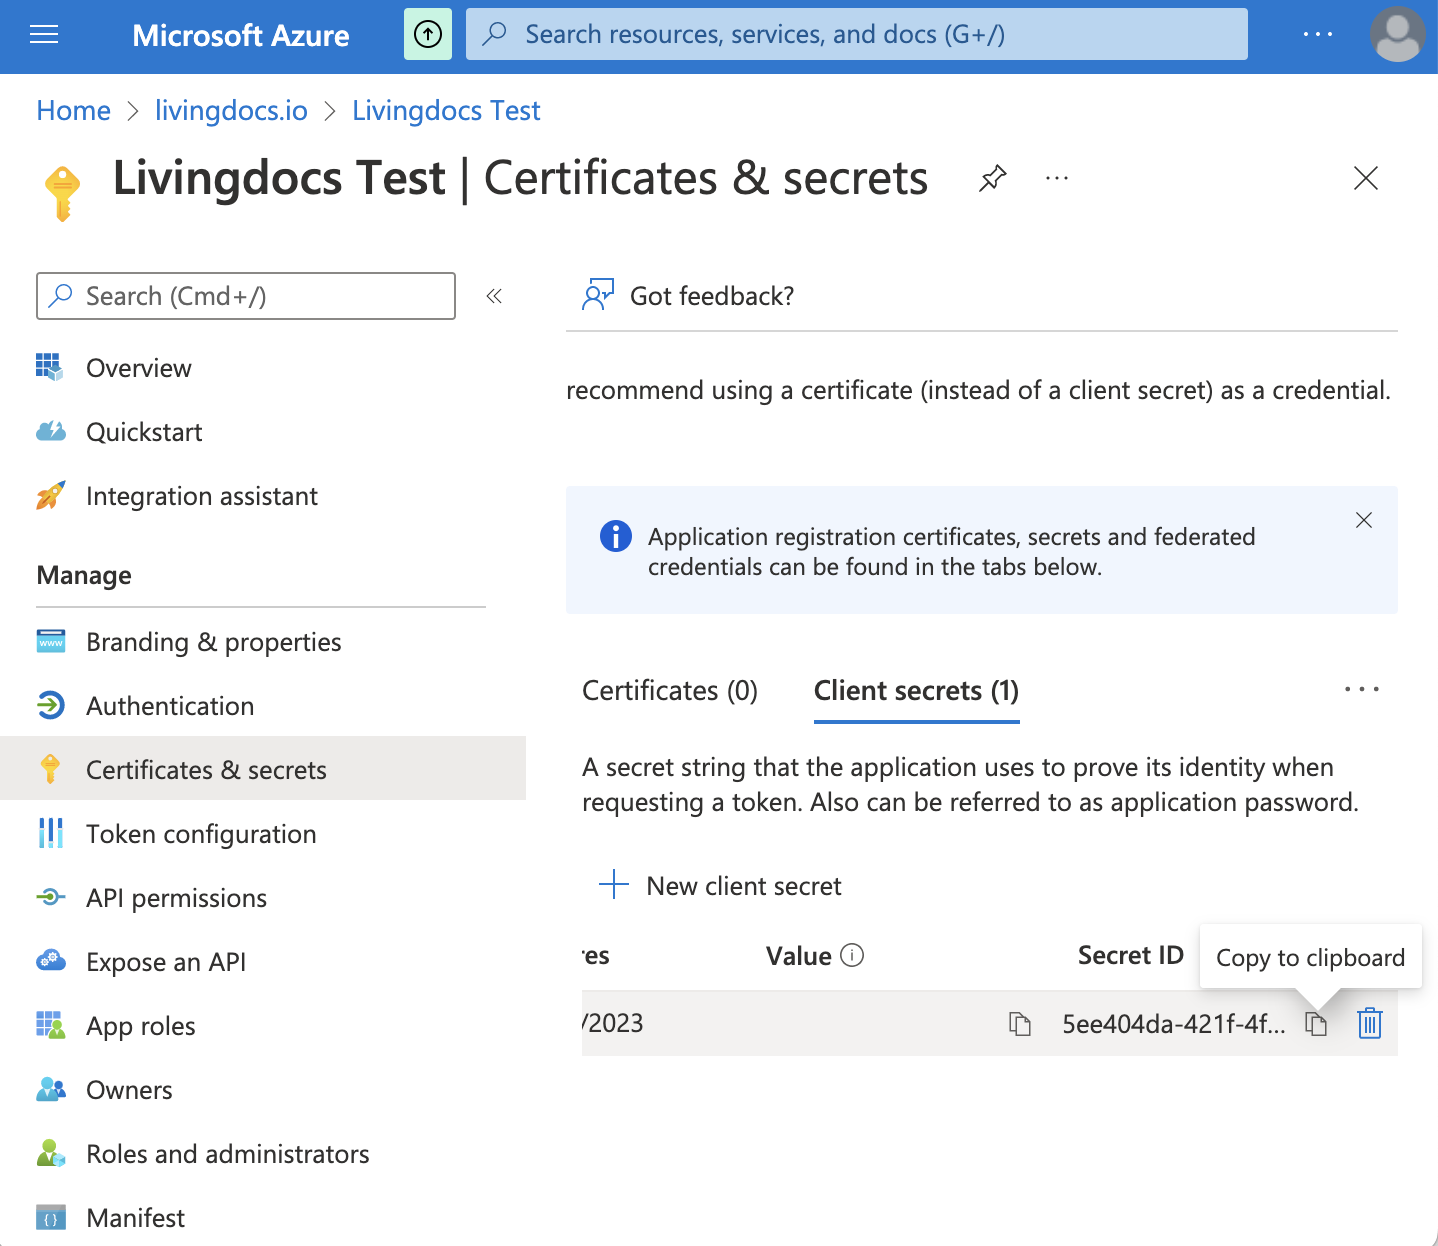 Microsoft Azure
Search resources, services, and docs (G+/)
Home > livingdocs.io > Livingdocs Test
Livingdocs Test | Certificates & secrets
Search (Cmd+/)
Overview
Quickstart
Integration assistant
Manage
Branding & properties
Authentication
Certificates & secrets
Token configuration
API permissions
Expose an API
App roles
Owners
Roles and administrators
Manifest
Got feedback?
recommend using a certificate (instead of a client secret) as a credential.
Application registration certificates, secrets and federated
credentials can be found in the tabs below.
Certificates (0) Client secrets (1)
A secret string that the application uses to prove its identity when
requesting a token. Also can be referred to as application password.
New client secret
res Value Secret ID
Copy to clipboard
/2023 5ee404da-421f-4f...